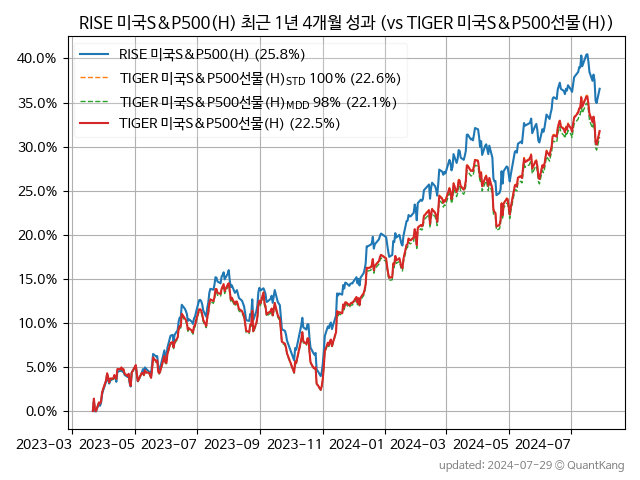 RISE 미국S&P500(H) 최근 1년 4개월 성과 (vs TIGER 미국S&P500선물(H))
RISE 미국S&P500(H) (25.8%)
TIGER 미국S&P500선물(H)STD 100% (22.6%)
TIGER 미국S&P500선물(H)MDD 98% (22.1%)
TIGER 미국S&P500선물(H) (22.5%)
40.0%
35.0%
30.0%
25.0%
20.0%
15.0%
10.0%
5.0%
0.0%
2023-03 2023-05 2023-07 2023-09 2023-11 2024-01 2024-03 2024-05 2024-07
updated: 2024-07-29 © QuantKang